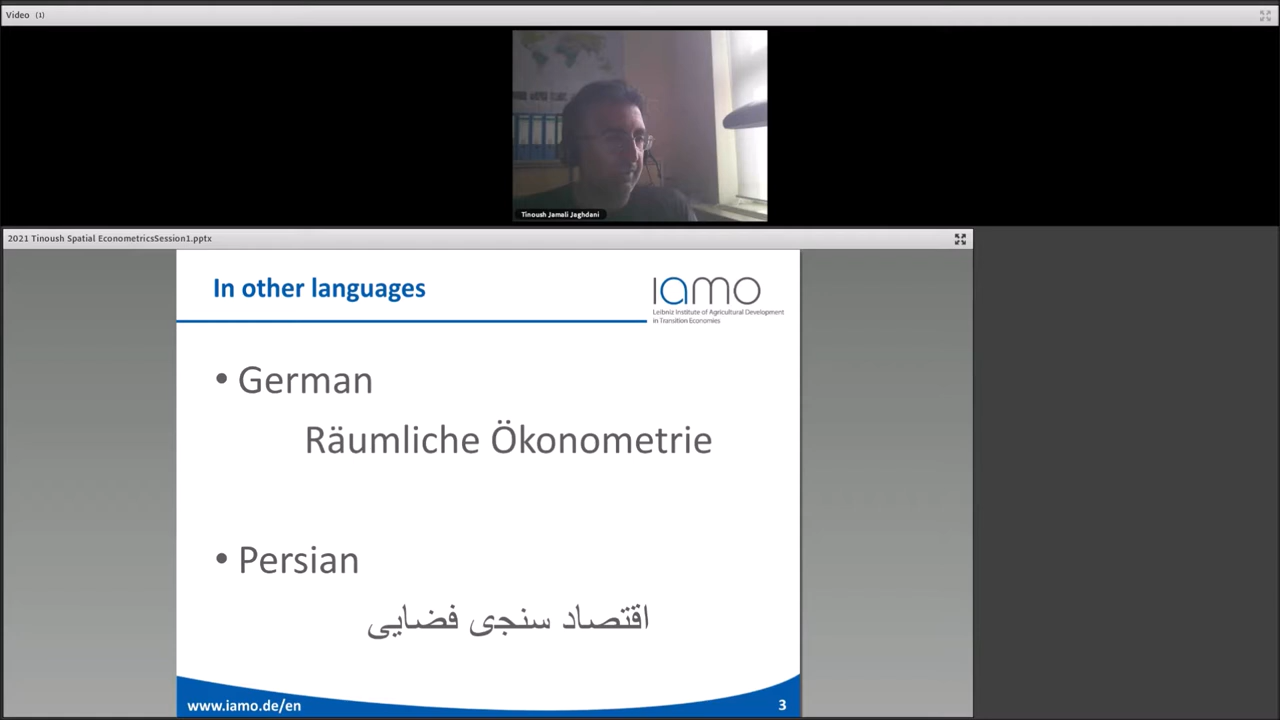 Video (1)
Tinoush Jamali Jaghdani
2021 Tinoush Spatial EconometricsSession1.pptx
In other languages
iamo
Leibniz Institute of Agricultural Development
in Transition Economies
• German
Räumliche Ökonometrie
• Persian
اقتصاد سنجی فضایی
www.iamo.de/en
3